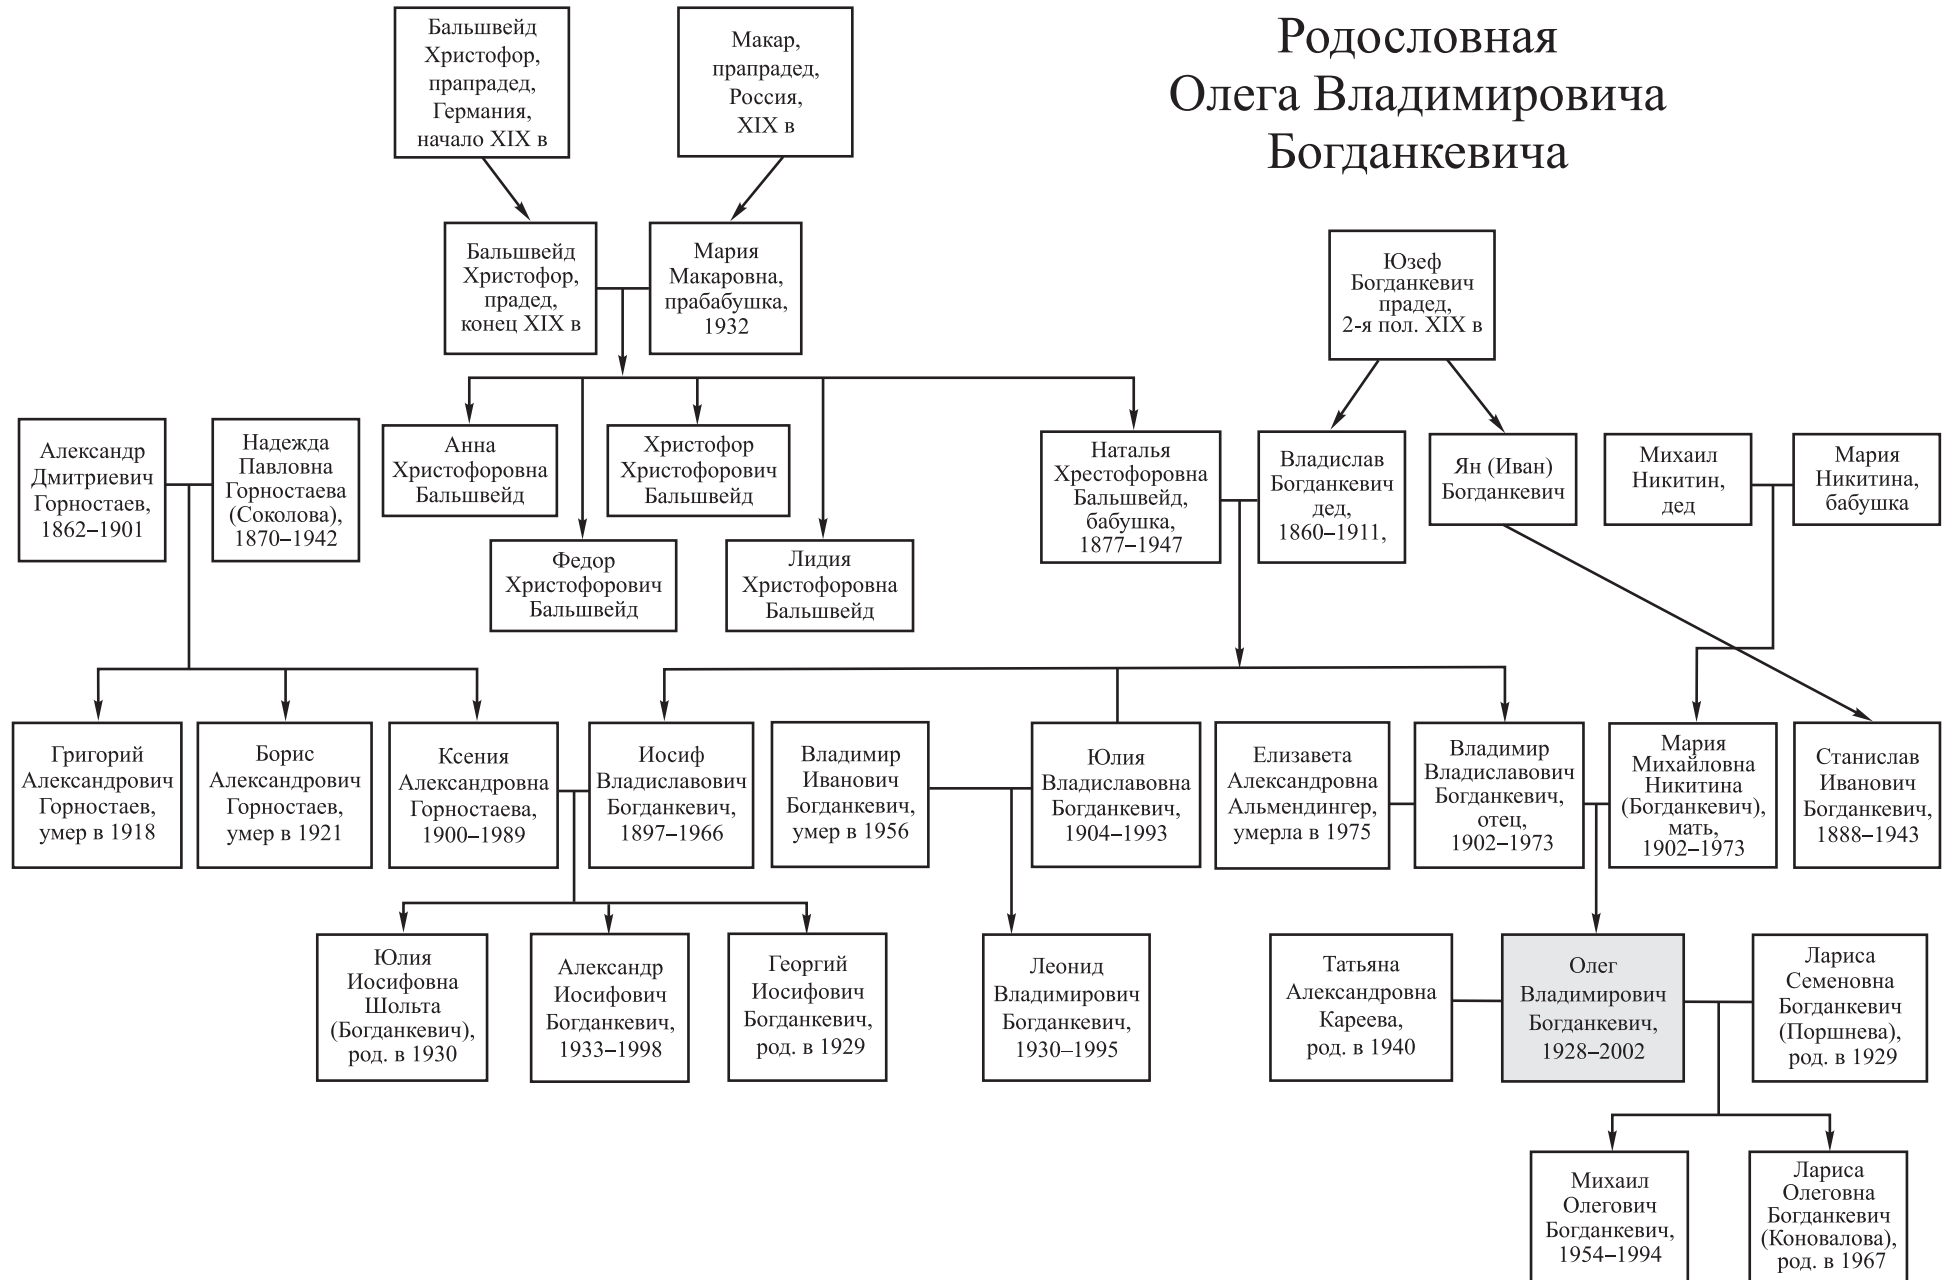 Родословная
Олега Владимировича
Богданкевича
Бальшвейд
Христофор,
прапрадед,
Германия,
начало XIX в
Макар,
прапрадед,
Россия,
XIX в
Бальшвейд
Христофор,
прадед,
конец XIX в
Мария
Макаровна,
прабабушка,
1932
Юзеф
Богданкевич
прадед,
2-я пол. XIX в
Александр
Дмитриевич
Горностаев,
1862–1901
Надежда
Павловна
Горностаева
(Соколова),
1870–1942
Анна
Христофоровна
Бальшвейд
Христофор
Христофорович
Бальшвейд
Наталья
Хрестофоровна
Бальшвейд,
бабушка,
1877–1947
Владислав
Богданкевич
дед,
1860–1911,
Ян (Иван)
Богданкевич
Михаил
Никитин,
дед
Мария
Никитина,
бабушка
Федор
Христофорович
Бальшвейд
Лидия
Христофоровна
Бальшвейд
Григорий
Александрович
Горностаев,
умер в 1918
Борис
Александрович
Горностаев,
умер в 1921
Ксения
Александровна
Горностаева,
1900–1989
Иосиф
Владиславович
Богданкевич,
1897–1966
Владимир
Иванович
Богданкевич,
умер в 1956
Юлия
Владиславовна
Богданкевич,
1904–1993
Елизавета
Александровна
Альмендингер,
умерла в 1975
Владимир
Владиславович
Богданкевич,
отец,
1902–1973
Мария
Михайловна
Никитина
(Богданкевич),
мать,
1902–1973
Станислав
Иванович
Богданкевич,
1888–1943
Юлия
Иосифовна
Шольта
(Богданкевич),
род. в 1930
Александр
Иосифович
Богданкевич,
1933–1998
Георгий
Иосифович
Богданкевич,
род. в 1929
Леонид
Владимирович
Богданкевич,
1930–1995
Татьяна
Александровна
Кареева,
род. в 1940
Олег
Владимирович
Богданкевич,
1928–2002
Лариса
Семеновна
Богданкевич
(Поршнева),
род. в 1929
Михаил
Олегович
Богданкевич,
1954–1994
Лариса
Олеговна
Богданкевич
(Коновалова),
род. в 1967